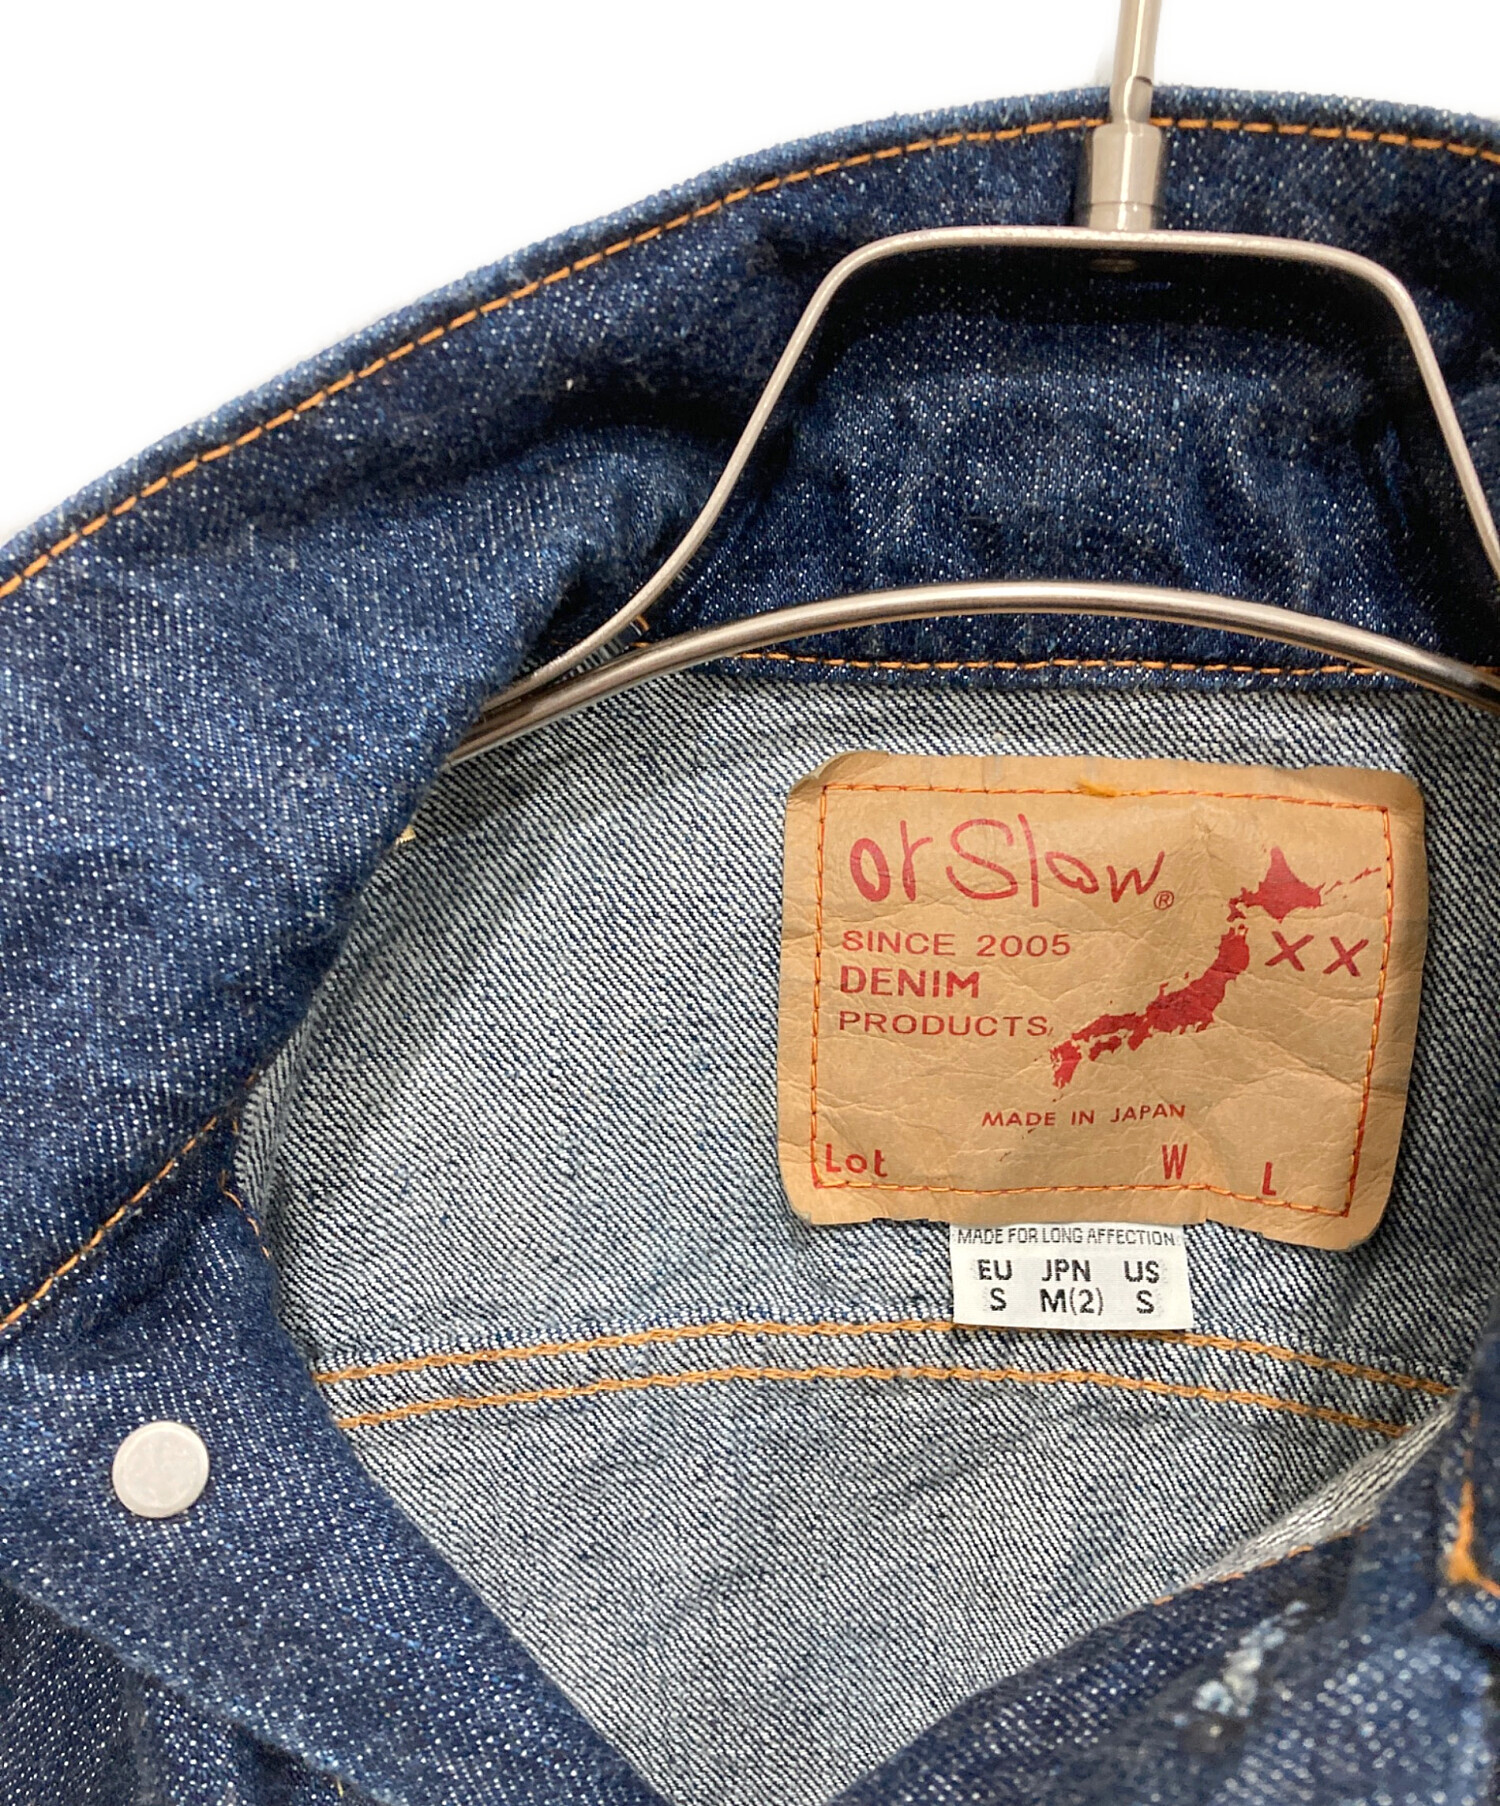 orSlow®
SINCE 2005
DENIM
PRODUCTS
XX
MADE IN JAPAN
Lot W L
MADE FOR LONG AFFECTION
EU JPN US
S M(2) S